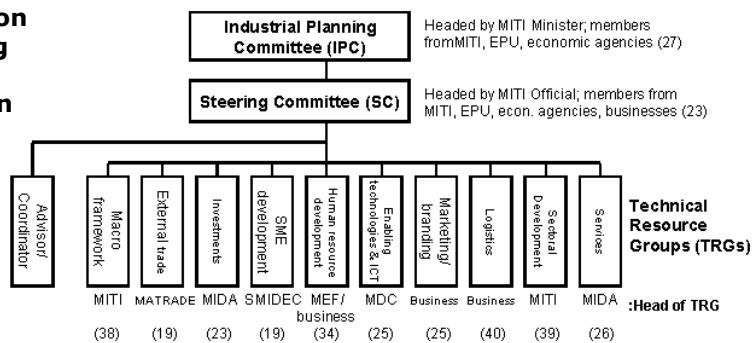 on
g
n
Industrial Planning
Committee (IPC)
Headed by MITI Minister; members
fromMITI, EPU, economic agencies (27)
Steering Committee (SC)
Headed by MITI Official; members from
MITI, EPU, econ. agencies, businesses (23)
Advisor/
Coordinator
Macro
framework
External trade
Investments
SME
development
Human resource
development
Enabling
technologies & ICT
Marketing/
branding
Logistics
Sectoral
Development
Services
Technical
Resource
Groups (TRGs)
MITI MATRADE MIDA SMIDEC MEF/ MDC Business Business MITI MIDA :Head of TRG
business
(38) (19) (23) (19) (34) (25) (25) (40) (39) (26)